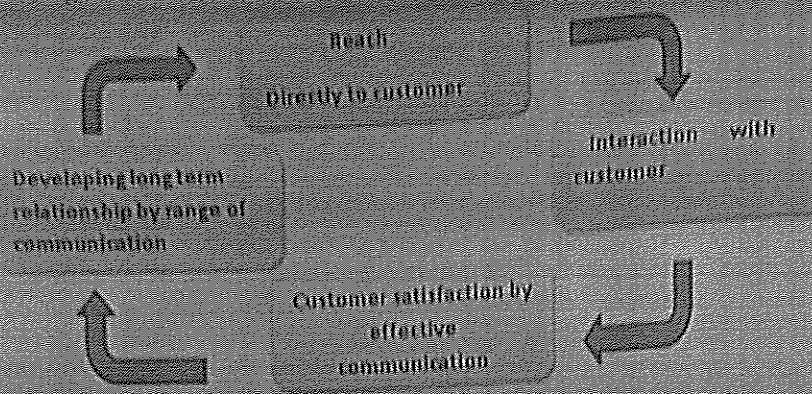 Reach
Directly to customer
Interaction with
customer
Customer satisfaction by
effective
communication
Developing long term
relationship by range of
communication